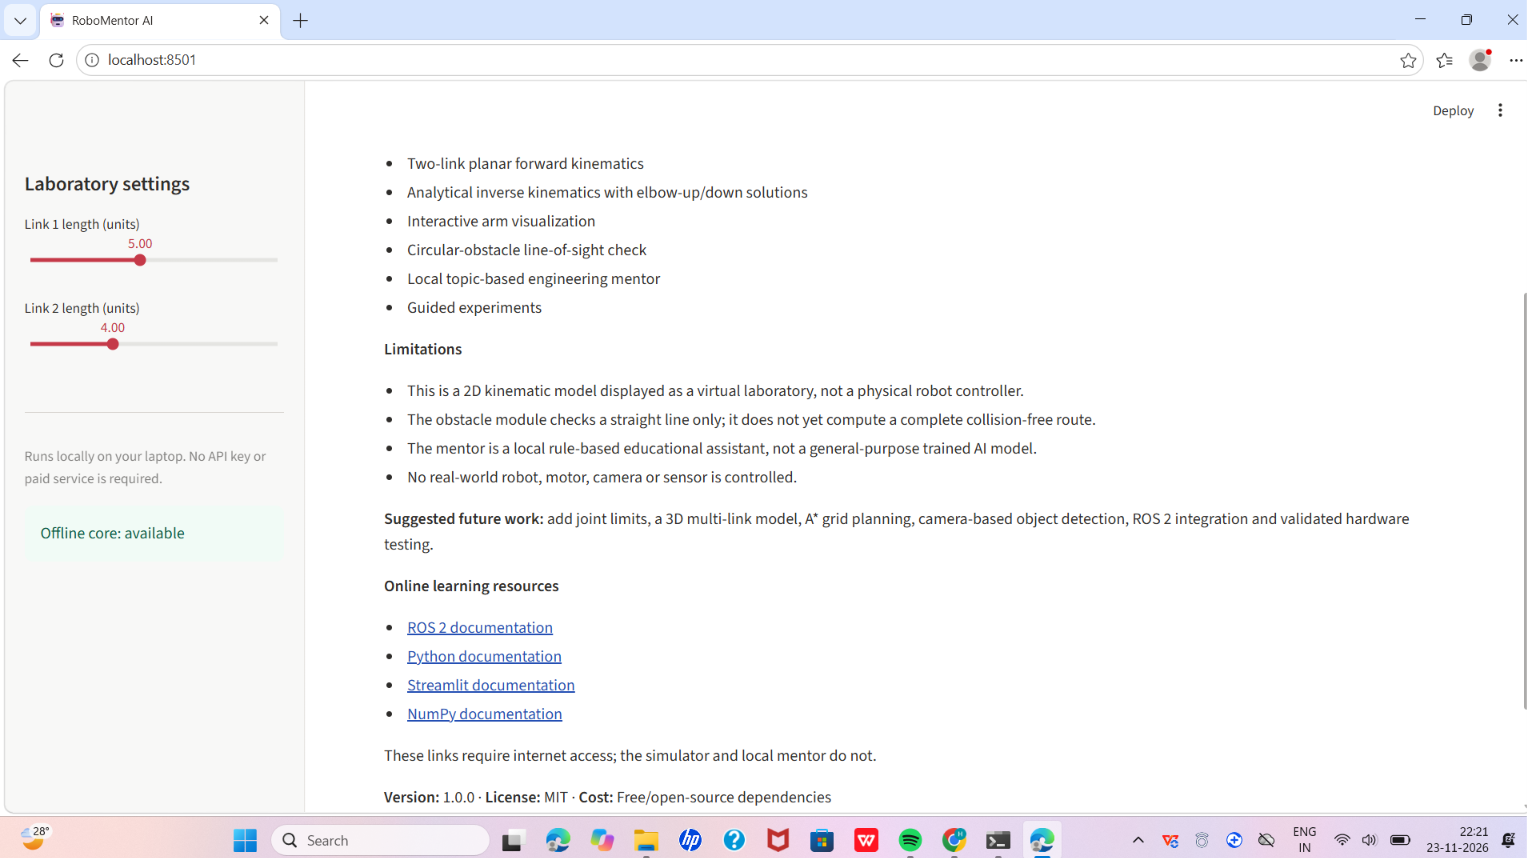 RoboMentor AI
localhost:8501
Deploy
Laboratory settings
Link 1 length (units)
5.00
Link 2 length (units)
4.00
Runs locally on your laptop. No API key or
paid service is required.
Offline core: available
Two-link planar forward kinematics
Analytical inverse kinematics with elbow-up/down solutions
Interactive arm visualization
Circular-obstacle line-of-sight check
Local topic-based engineering mentor
Guided experiments
Limitations
This is a 2D kinematic model displayed as a virtual laboratory, not a physical robot controller.
The obstacle module checks a straight line only; it does not yet compute a complete collision-free route.
The mentor is a local rule-based educational assistant, not a general-purpose trained AI model.
No real-world robot, motor, camera or sensor is controlled.
Suggested future work: add joint limits, a 3D multi-link model, A* grid planning, camera-based object detection, ROS 2 integration and validated hardware
testing.
Online learning resources
ROS 2 documentation
Python documentation
Streamlit documentation
NumPy documentation
These links require internet access; the simulator and local mentor do not.
Version: 1.0.0 · License: MIT · Cost: Free/open-source dependencies
28°
Search
hp
ENG
IN
22:21
23-11-2026